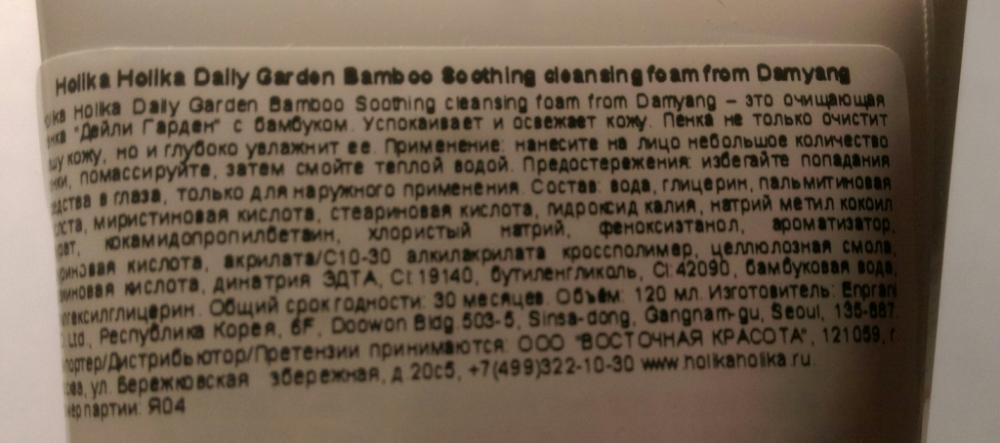 Holika Holika Daily Garden Bamboo Soothing cleansing foam from Damyang
Holika Daily Garden Bamboo Soothing cleansing foam from Damyang – это очищающая
"Дейли Гарден" с бамбуком. Успокаивает и освежает кожу. Пенка не только очистит
кожу, но и глубоко увлажнит ее. Применение: нанесите на лицо небольшое количество
помассируйте, затем смойте теплой водой. Предостережения: избегайте попадания
в глаза, только для наружного применения. Состав: вода, глицерин, пальмитиновая
миристиновая кислота, стеариновая кислота, гидроксид калия, натрий метил кокоил
кокамидопропилбетаин, хлористый натрий, феноксиэтанол, ароматизатор,
кислота, акрилата/C10-30 алкилакрилата кроссполимер, целлюлозная смола,
кислота, динатрия ЭДТА, CI 19140, бутиленгликоль, CI: 42090, бамбуковая вода,
Общий срок годности: 30 месяцев. Объём: 120 мл. Изготовитель: Enprani
Ltd., Республика Корея, 6F, Doowon Bldg.503-5, Sinsa-dong, Gangnam-gu, Seoul, 135-887.
/Дистрибьютор/Претензии принимаются: ООО "ВОСТОЧНАЯ КРАСОТА", 121059, г.
ул. Бережковская збережная, д 20с5, +7(499)322-10-30 www.holikaholika.ru.
партии: Я04